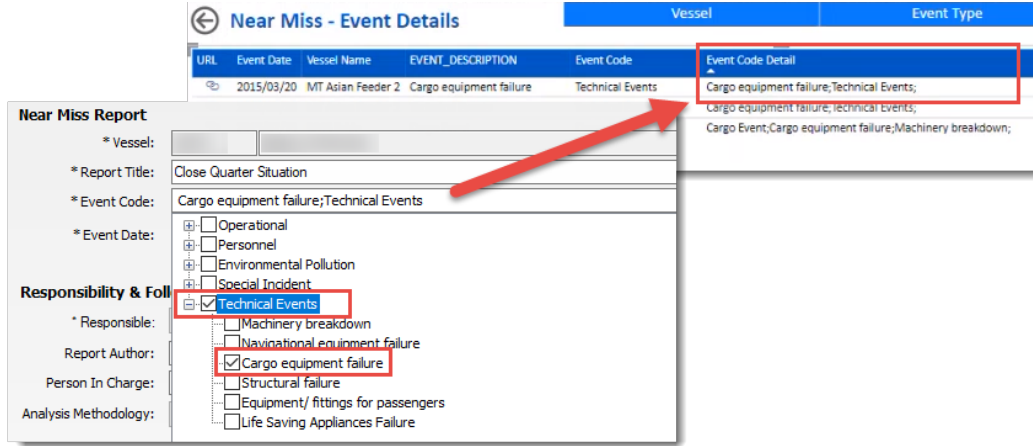 Near Miss - Event Details
Vessel
Event Type
URL Event Date Vessel Name EVENT_DESCRIPTION Event Code Event Code Detail
2015/03/20 MT Asian Feeder 2 Cargo equipment failure Technical Events Cargo equipment failure;Technical Events;
Cargo equipment failure;Technical Events;
Cargo Event;Cargo equipment failure;Machinery breakdown;
Near Miss Report
* Vessel:
* Report Title: Close Quarter Situation
* Event Code: Cargo equipment failure;Technical Events
* Event Date:
Operational
Personnel
Environmental Pollution
Special Incident
Responsibility & Foll
Technical Events
* Responsible:
Machinery breakdown
Navigational equipment failure
Report Author:
Cargo equipment failure
Person In Charge:
Structural failure
Equipment/ fittings for passengers
Analysis Methodology:
Life Saving Appliances Failure